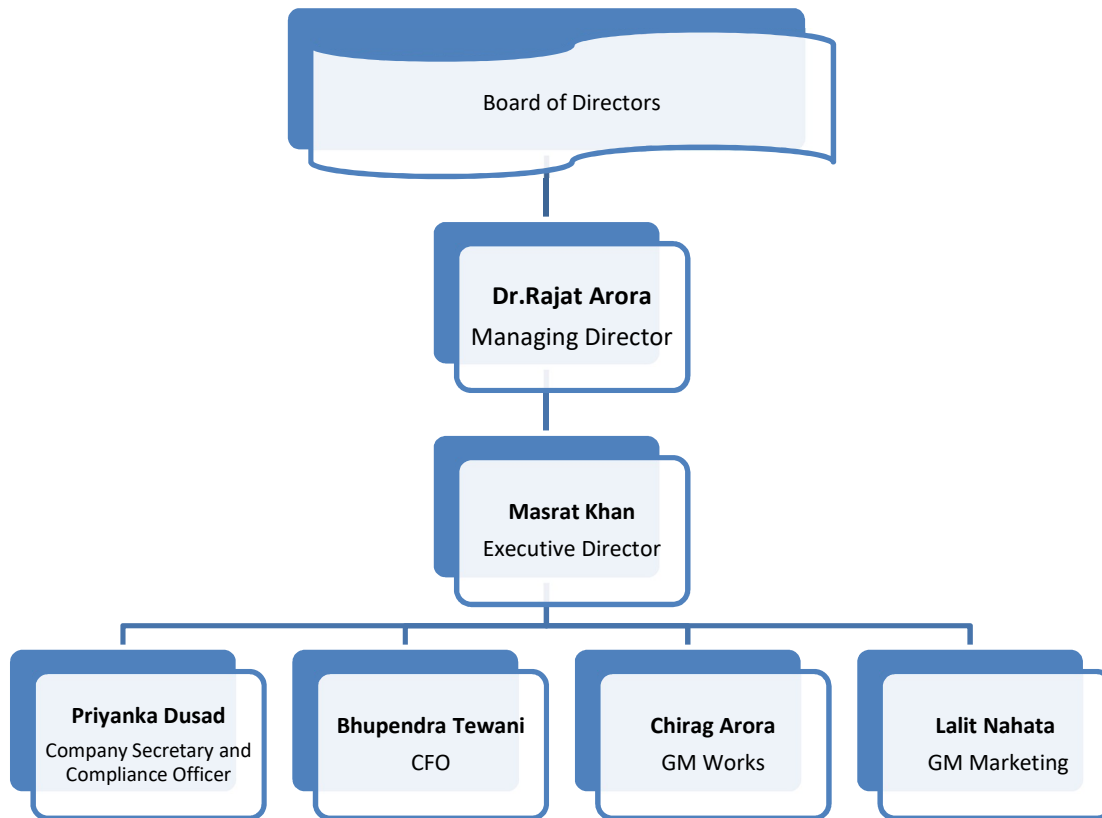 Board of Directors
Dr.Rajat Arora
Managing Director
Masrat Khan
Executive Director
Priyanka Dusad
Company Secretary and
Compliance Officer
Bhupendra Tewani
CFO
Chirag Arora
GM Works
Lalit Nahata
GM Marketing